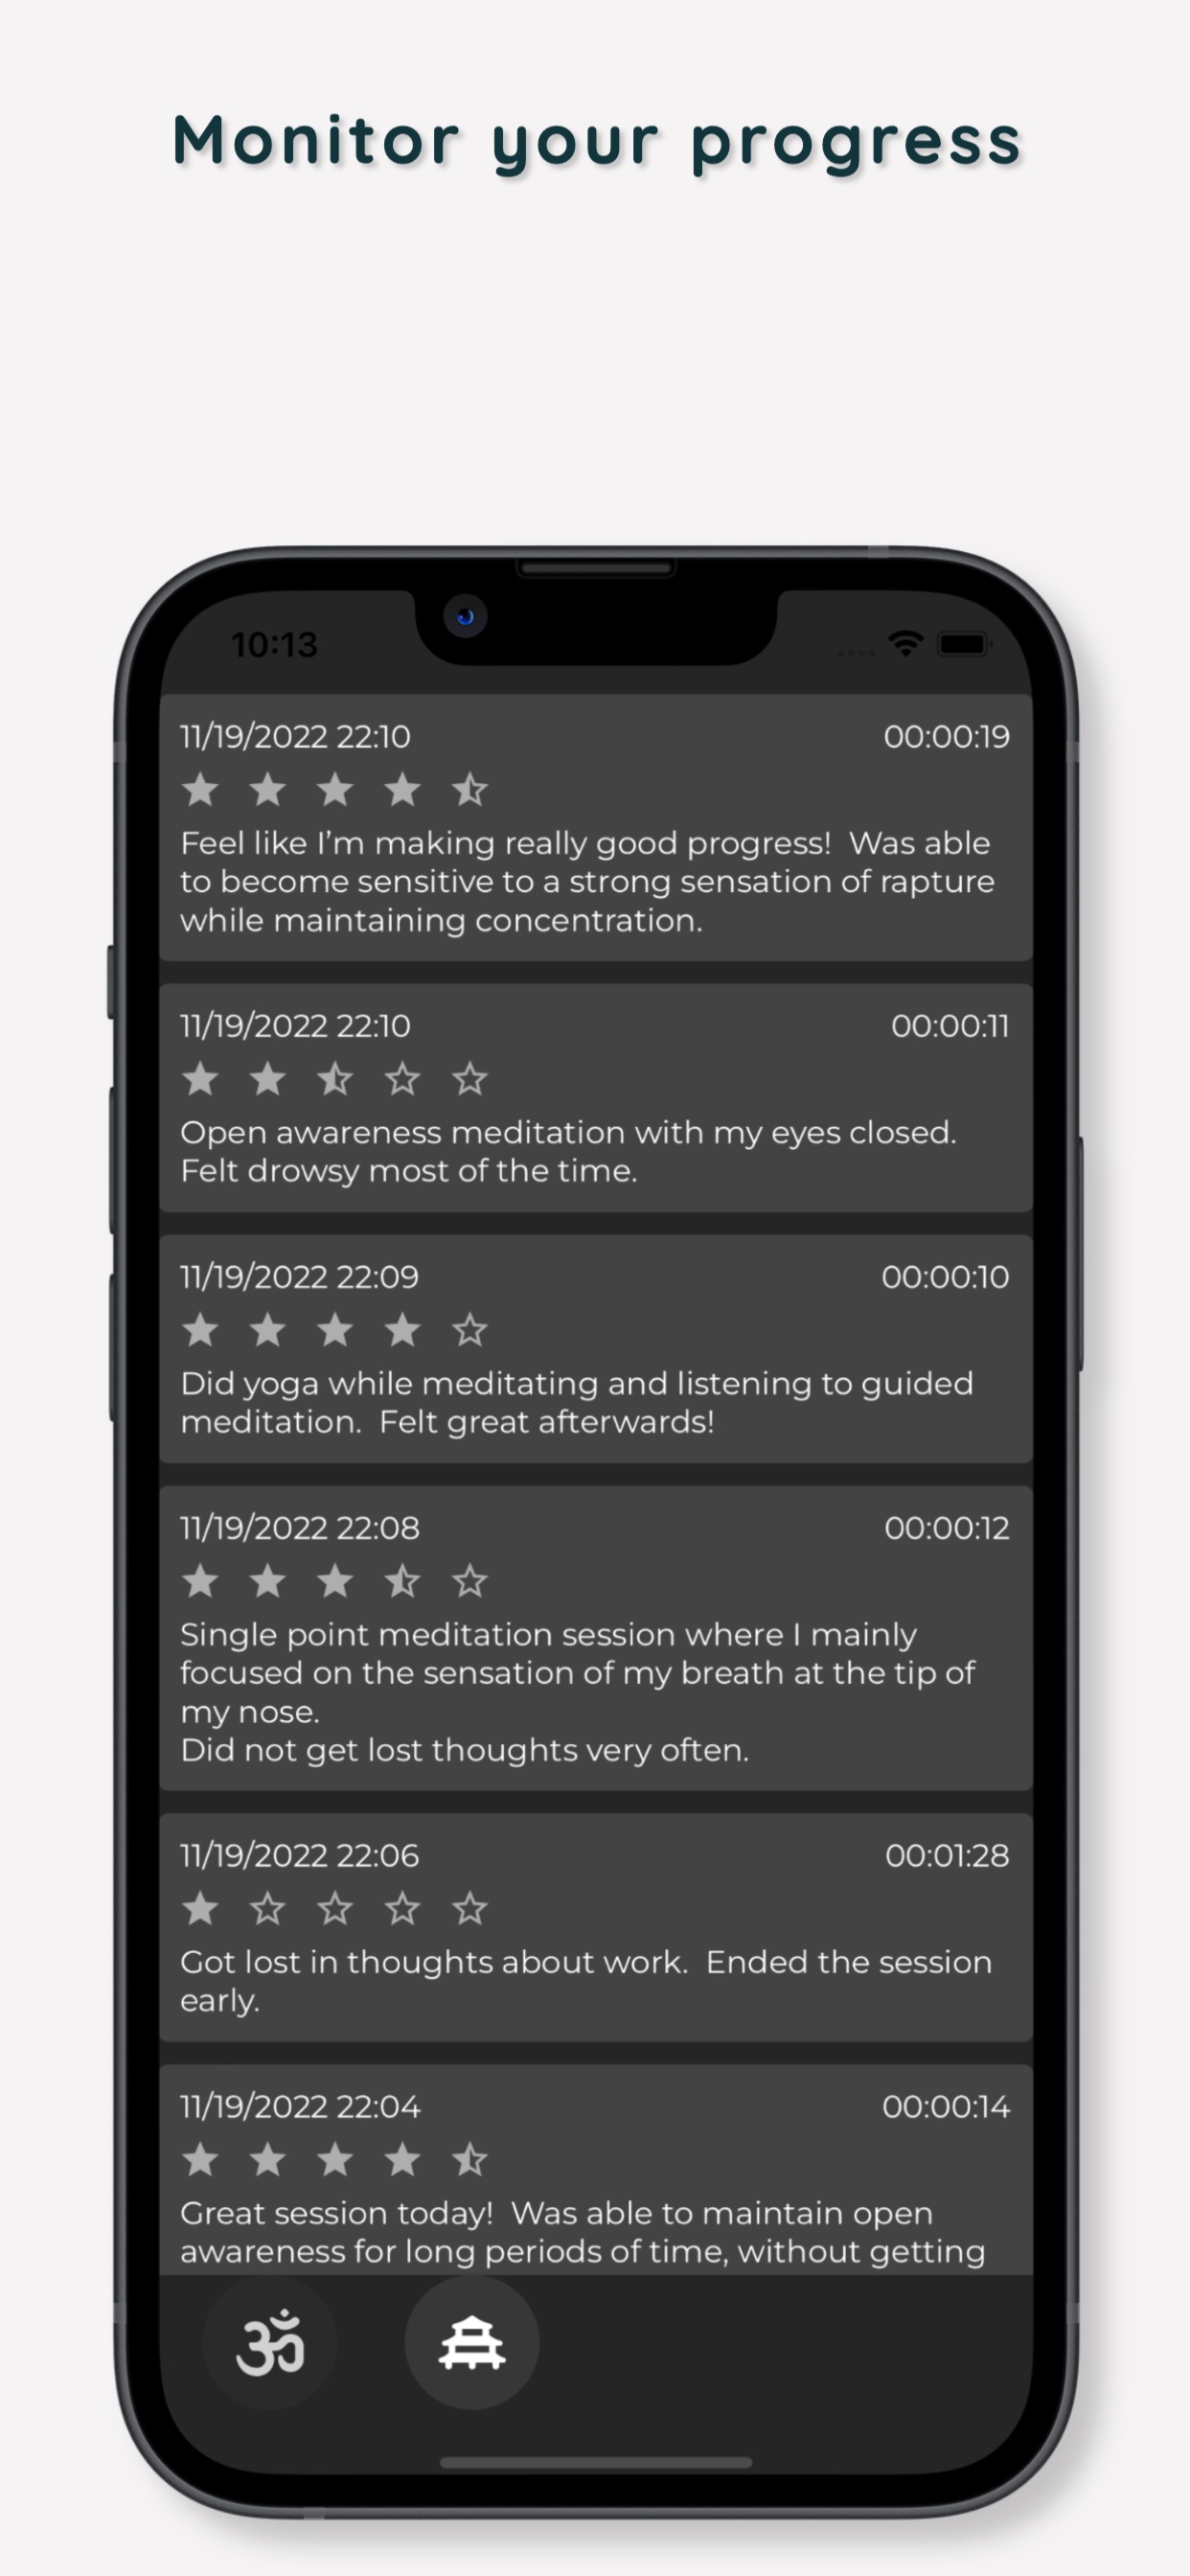 Monitor your progress
10:13
11/19/2022 22:10 00:00:19
Feel like I’m making really good progress!  Was able
to become sensitive to a strong sensation of rapture
while maintaining concentration.
11/19/2022 22:10 00:00:11
Open awareness meditation with my eyes closed.
Felt drowsy most of the time.
11/19/2022 22:09 00:00:10
Did yoga while meditating and listening to guided
meditation.  Felt great afterwards!
11/19/2022 22:08 00:00:12
Single point meditation session where I mainly
focused on the sensation of my breath at the tip of
my nose.
Did not get lost thoughts very often.
11/19/2022 22:06 00:01:28
Got lost in thoughts about work.  Ended the session
early.
11/19/2022 22:04 00:00:14
Great session today!  Was able to maintain open
awareness for long periods of time, without getting
ॐ